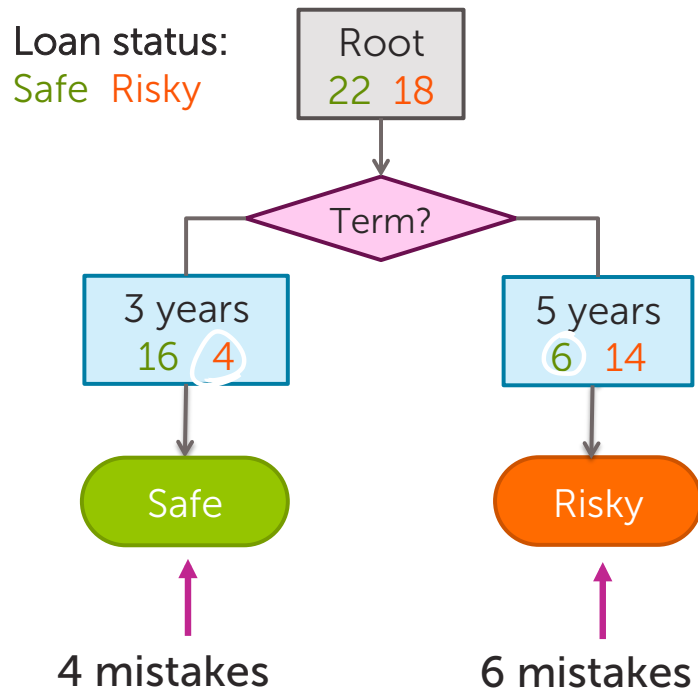 Loan status:
Safe Risky
Root
22 18
Term?
3 years
16 4
5 years
6 14
Safe
Risky
4 mistakes
6 mistakes